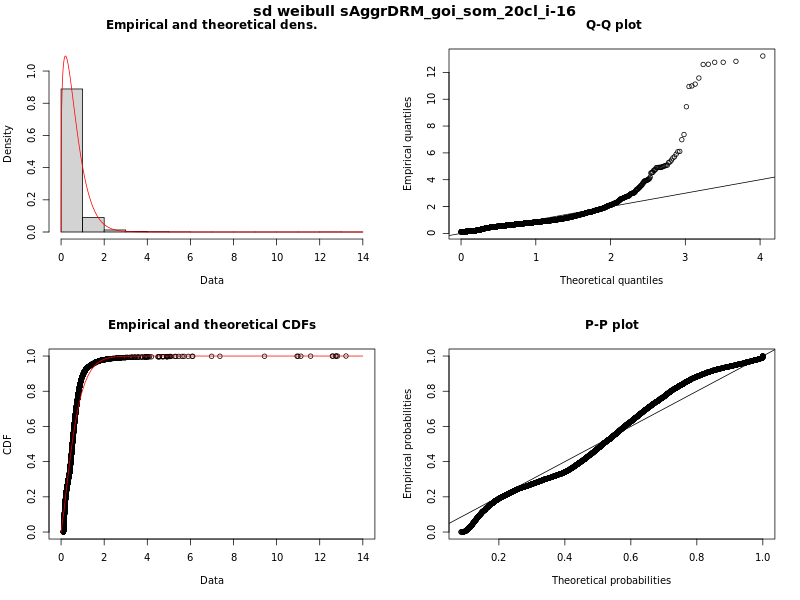 sd weibull sAggrDRM_goi_som_20cl_i-16
Empirical and theoretical dens.
Density
0.0 0.2 0.4 0.6 0.8 1.0
0 2 4 6 8 10 12 14
Data
Q-Q plot
Empirical quantiles
0 2 4 6 8 10 12
0 1 2 3 4
Theoretical quantiles
Empirical and theoretical CDFs
CDF
0.0 0.2 0.4 0.6 0.8 1.0
0 2 4 6 8 10 12 14
Data
P-P plot
Empirical probabilities
0.0 0.2 0.4 0.6 0.8 1.0
0.2 0.4 0.6 0.8 1.0
Theoretical probabilities